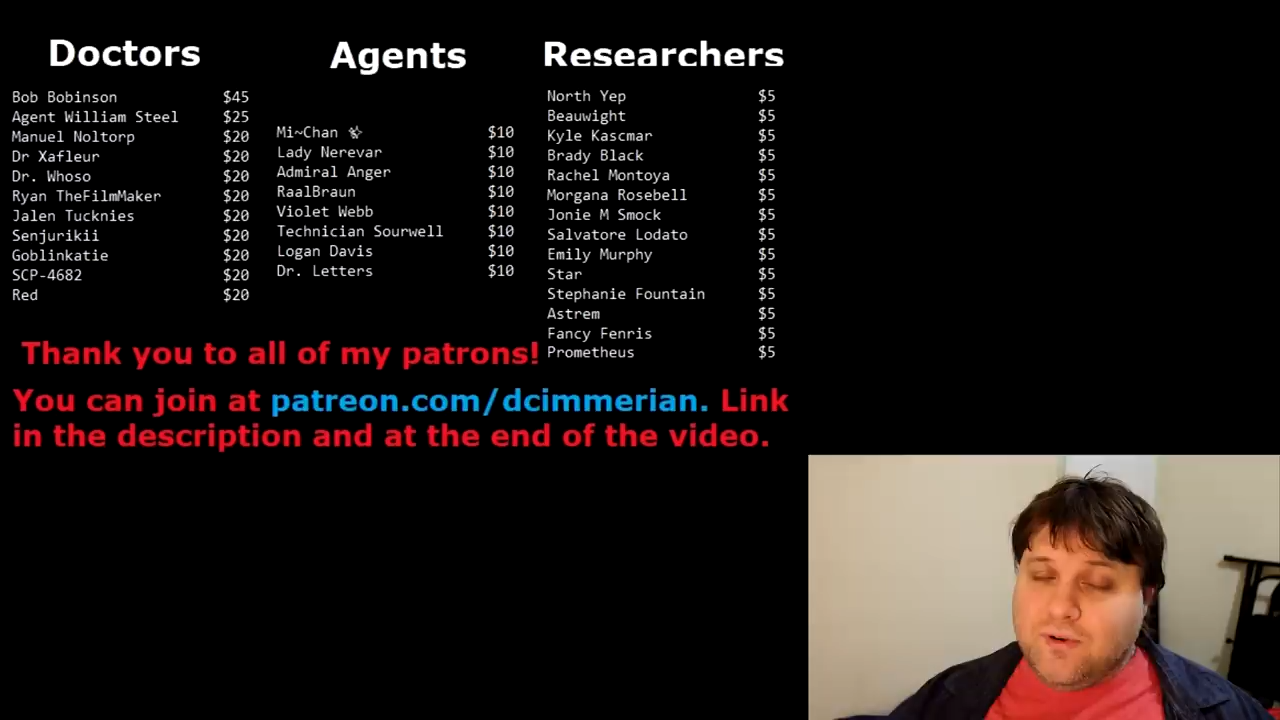 Doctors
Bob Bobinson $45
Agent William Steel $25
Manuel Noltorp $20
Dr Xafleur $20
Dr. Whoso $20
Ryan TheFilmMaker $20
Jalen Tucknies $20
Senjurikii $20
Goblinkatie $20
SCP-4682 $20
Red $20
Agents
Mi~Chan ✨ $10
Lady Nerevar $10
Admiral Anger $10
RaalBraun $10
Violet Webb $10
Technician Sourwell $10
Logan Davis $10
Dr. Letters $10
Researchers
North Yep $5
Beauwight $5
Kyle Kascmar $5
Brady Black $5
Rachel Montoya $5
Morgana Rosebell $5
Jonie M Smock $5
Salvatore Lodato $5
Emily Murphy $5
Star $5
Stephanie Fountain $5
Astrem $5
Fancy Fenris $5
Prometheus $5
Thank you to all of my patrons!
You can join at patreon.com/dcimmerian. Link
in the description and at the end of the video.